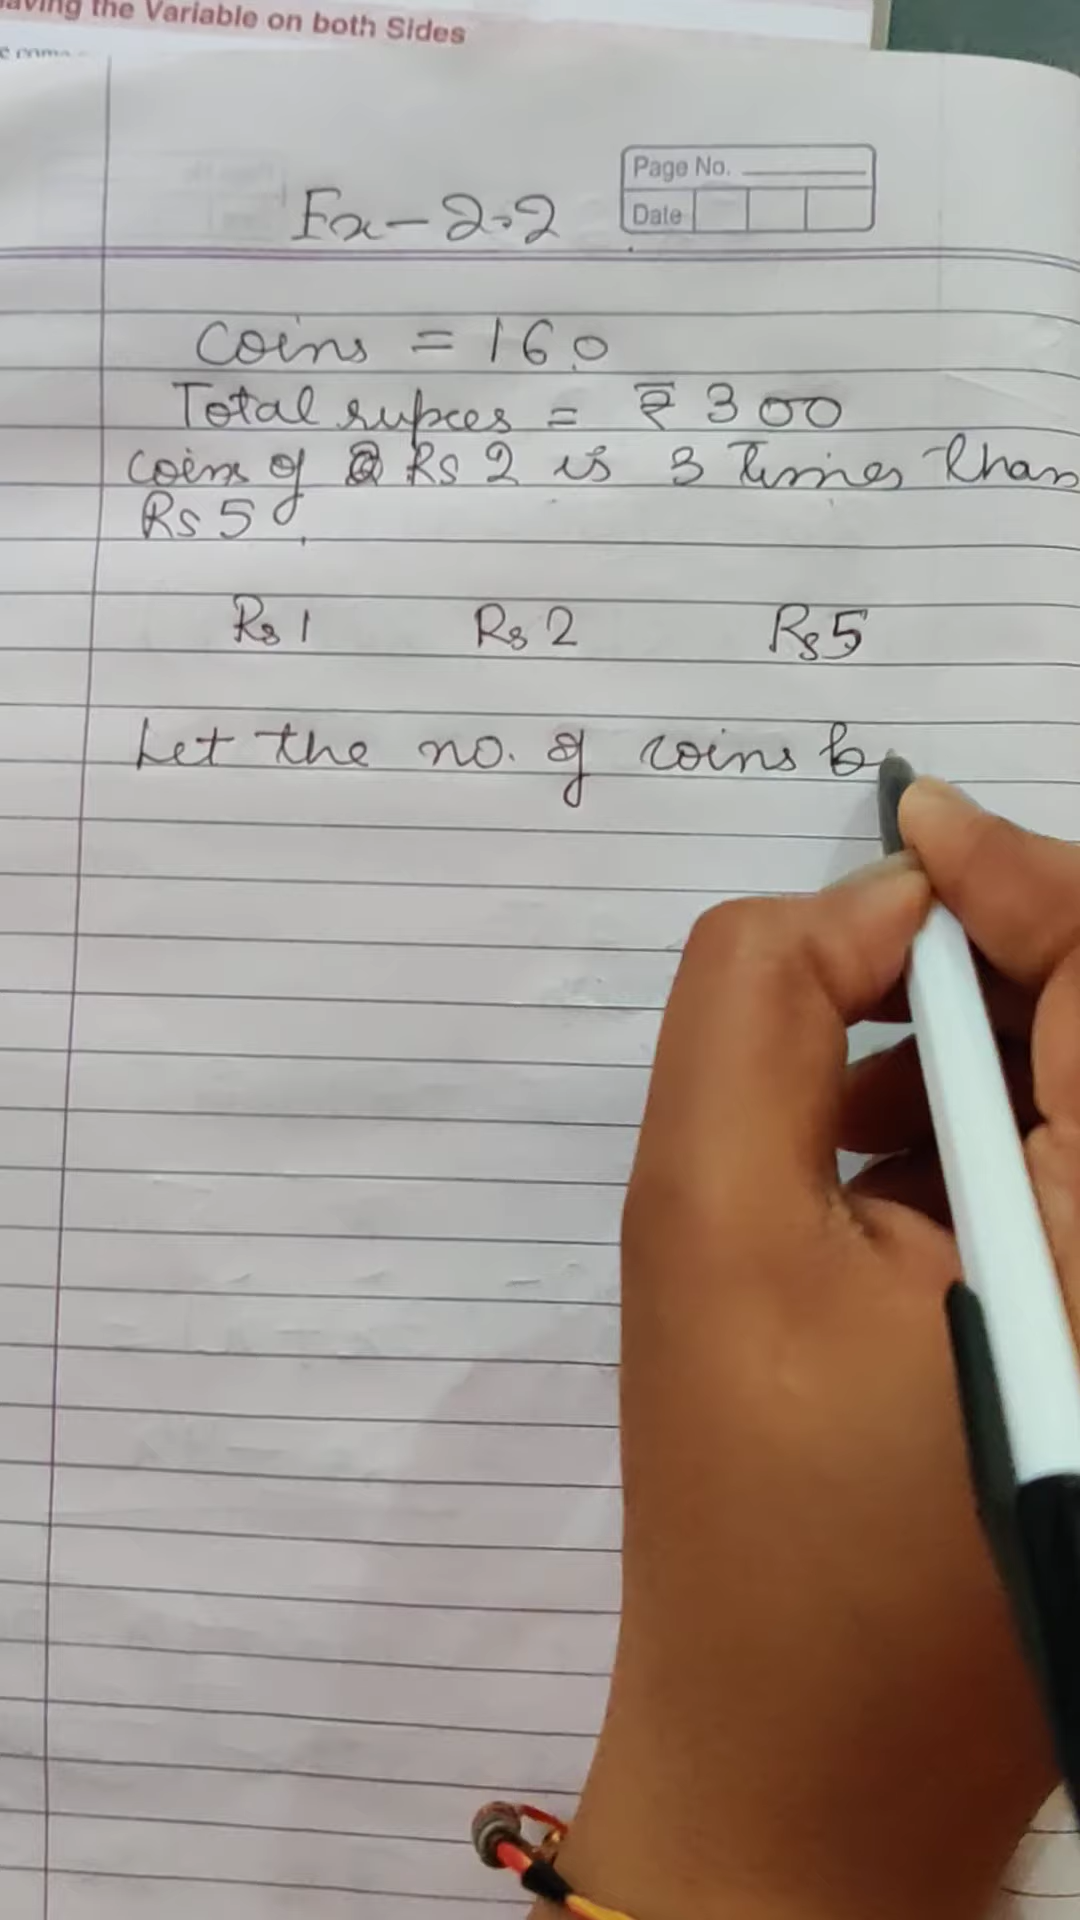 the Variable on both Sides
Ex-2.2
Page No.
Date
Coins = 160
Total rupees = ₹ 300
coins of Rs 2 is 3 times than
Rs 5.
Rs 1 Rs 2 Rs 5
Let the no. of coins be